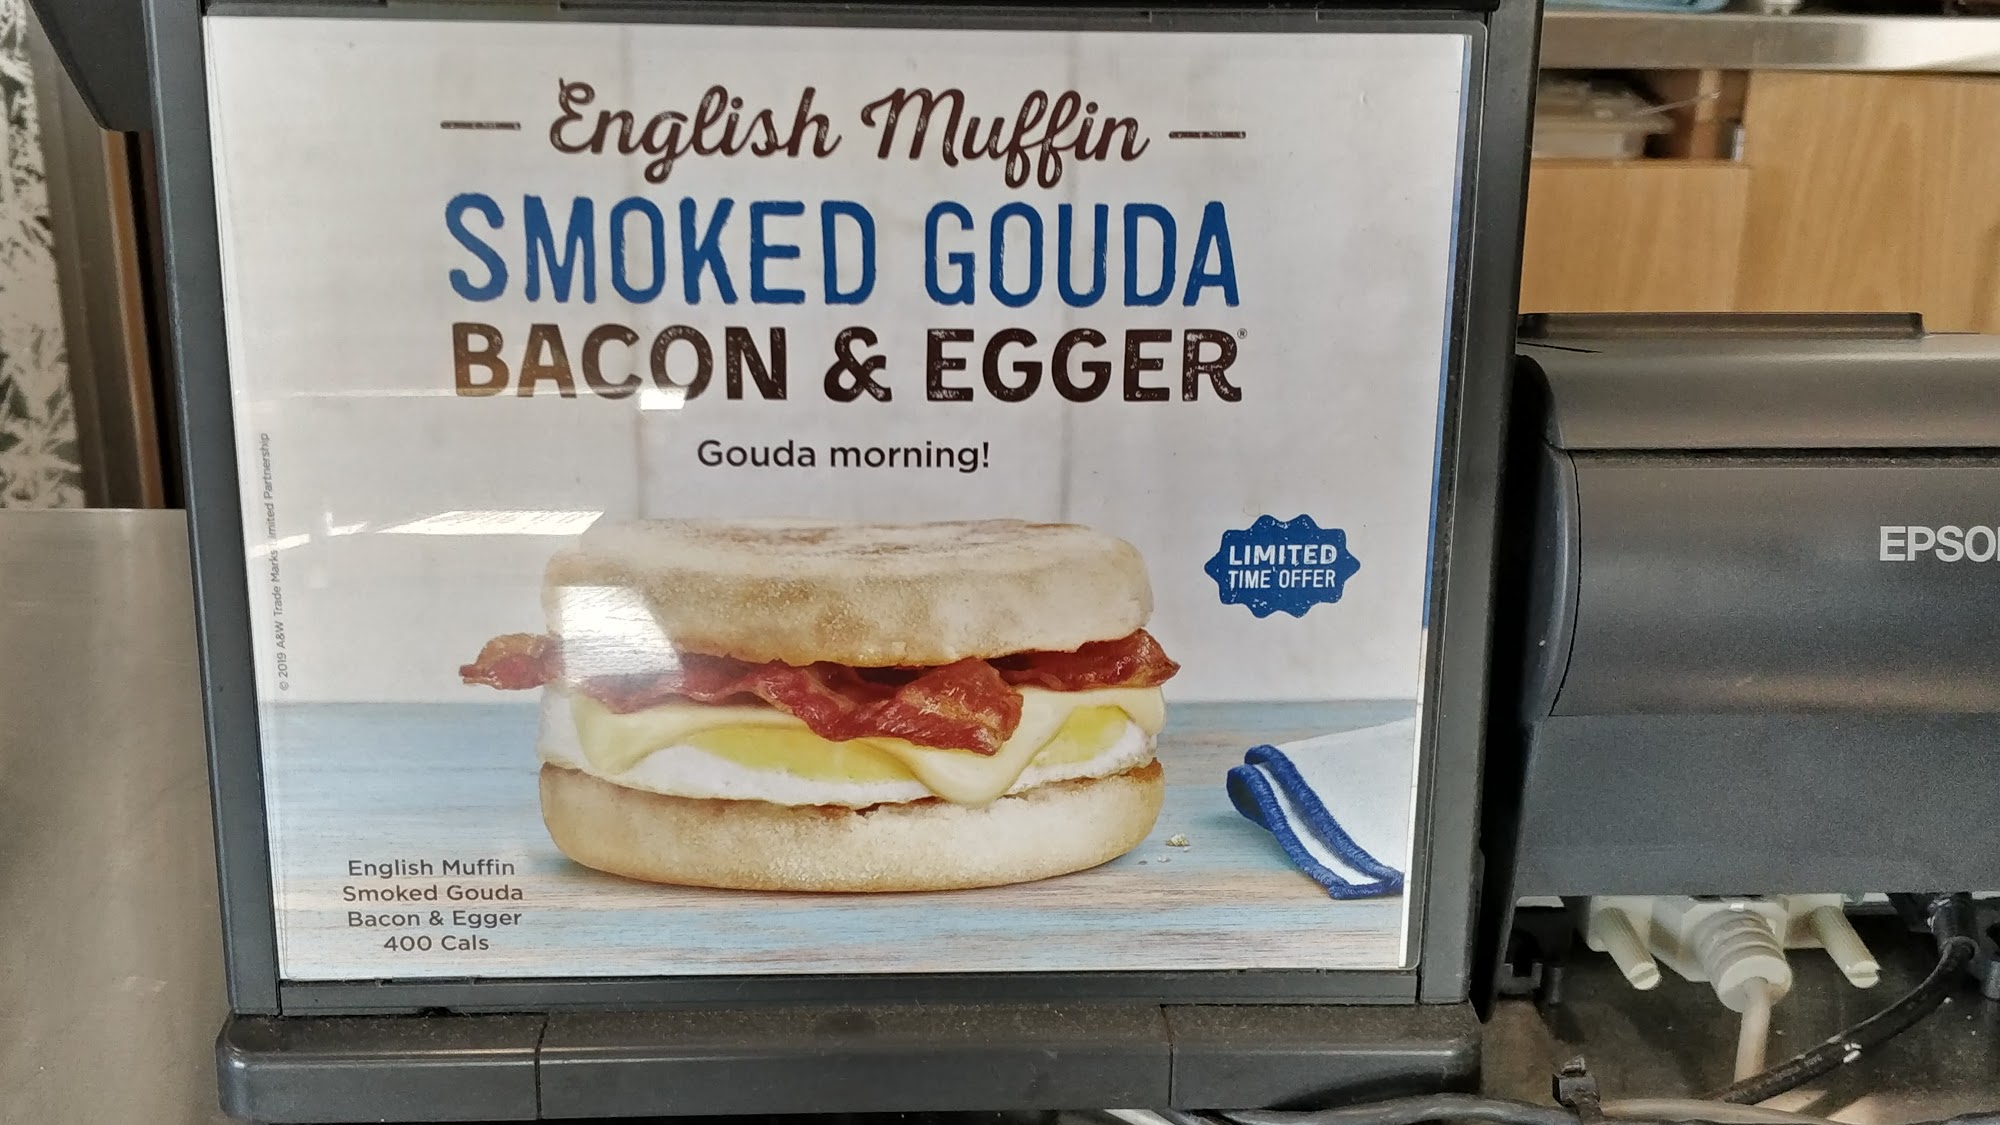 English Muffin
SMOKED GOUDA
BACON & EGGER®
Gouda morning!
LIMITED
TIME OFFER
English Muffin
Smoked Gouda
Bacon & Egger
400 Cals
© 2019 A&W Trade Marks Limited Partnership
EPSO